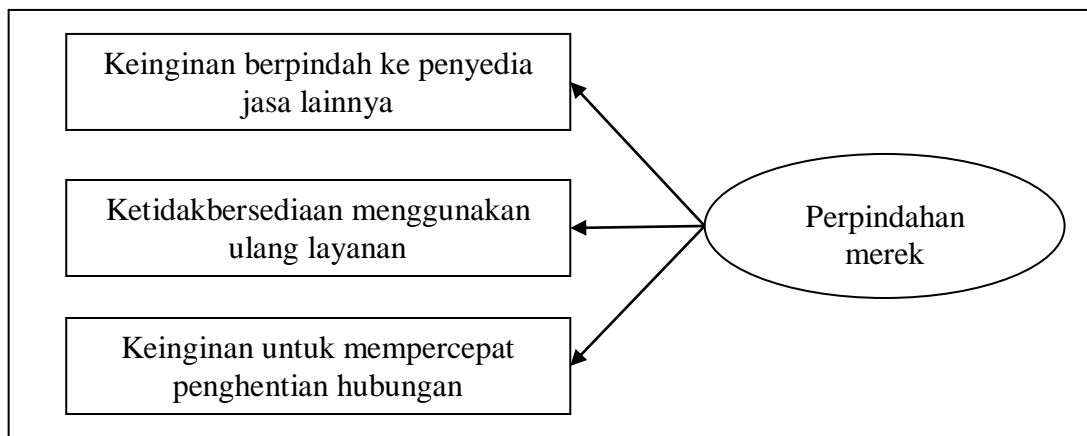 Keinginan berpindah ke penyedia
jasa lainnya
Ketidakbersediaan menggunakan
ulang layanan
Keinginan untuk mempercepat
penghentian hubungan
Perpindahan
merek